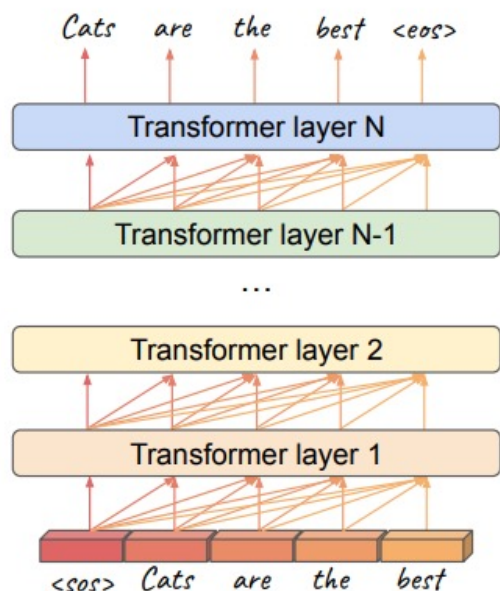 Cats are the best <eos>
Transformer layer N
Transformer layer N-1
...
Transformer layer 2
Transformer layer 1
<sos> Cats are the best